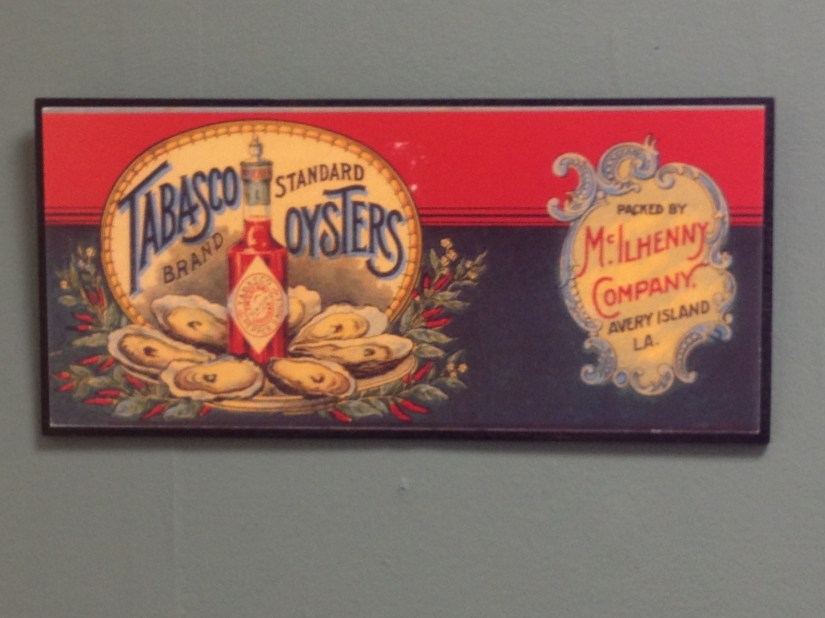 TABASCO
BRAND
STANDARD
OYSTERS
PACKED BY
McILHENNY
COMPANY.
AVERY ISLAND
LA.